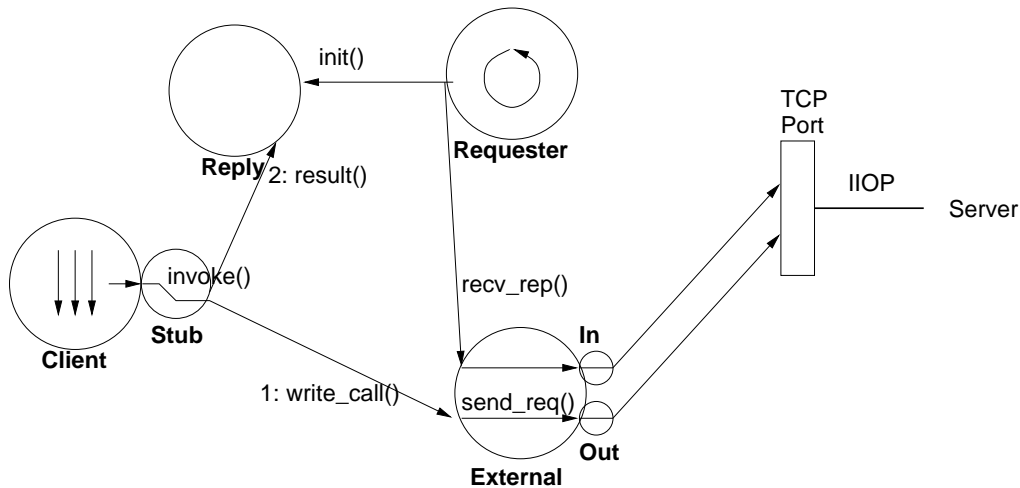 init()
Reply
Requester
TCP
Port
2: result()
IIOP
Server
invoke()
recv_rep()
Stub
Client
In
1: write_call()
send_req()
Out
External